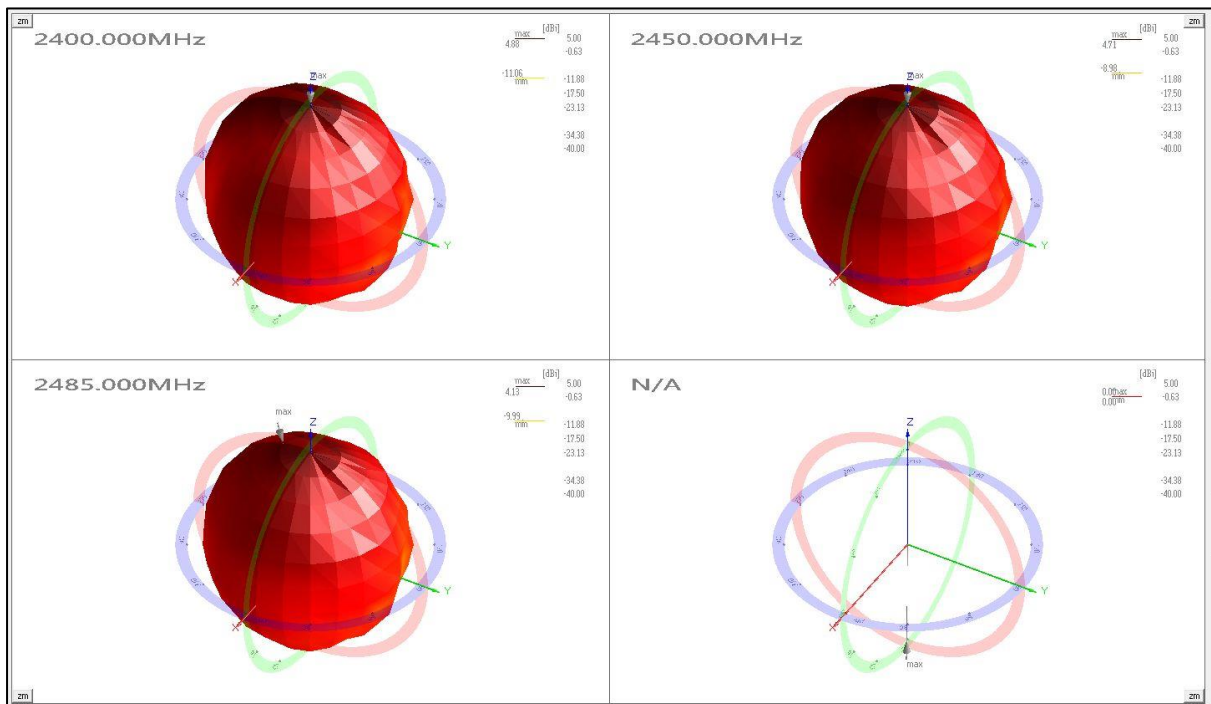 zm
zm
2400.000MHz
[dBi]
max
4.88
5.00
-0.63
-11.06
mm
-11.88
-17.50
-23.13
-34.38
-40.00
max
Z
X
Y
2450.000MHz
[dBi]
max
4.71
5.00
-0.63
-8.98
mm
-11.88
-17.50
-23.13
-34.38
-40.00
max
Z
X
Y
2485.000MHz
[dBi]
max
4.13
5.00
-0.63
-9.99
mm
-11.88
-17.50
-23.13
-34.38
-40.00
max
Z
X
Y
N/A
[dBi]
0.00 max
0.00 mm
5.00
-0.63
-11.88
-17.50
-23.13
-34.38
-40.00
Z
X
Y
max
zm
zm